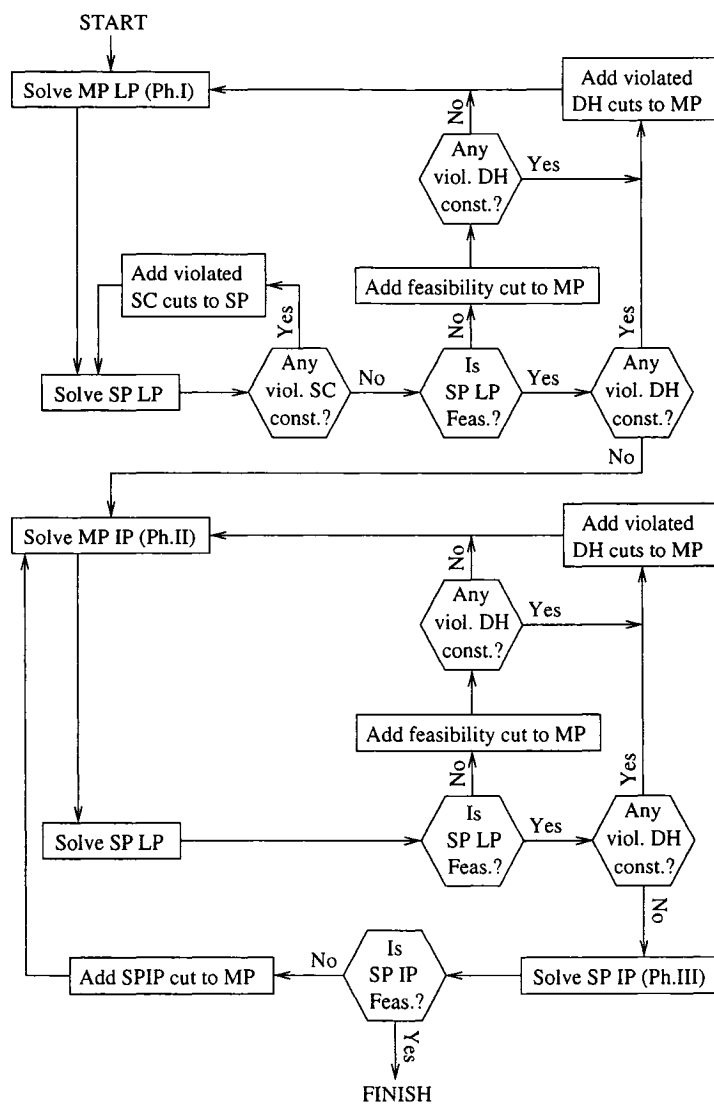 START
Solve MP LP (Ph.I)
Add violated
DH cuts to MP
No
Any
viol. DH
const.?
Yes
Add violated
SC cuts to SP
Add feasibility cut to MP
Yes
No
Yes
Solve SP LP
Any
viol. SC
const.?
No
Is
SP LP
Feas.?
Yes
Any
viol. DH
const.?
No
Solve MP IP (Ph.II)
Add violated
DH cuts to MP
No
Any
viol. DH
const.?
Yes
Add feasibility cut to MP
No
Yes
Solve SP LP
Is
SP LP
Feas.?
Yes
Any
viol. DH
const.?
No
Add SPIP cut to MP
No
Is
SP IP
Feas.?
Solve SP IP (Ph.III)
Yes
FINISH